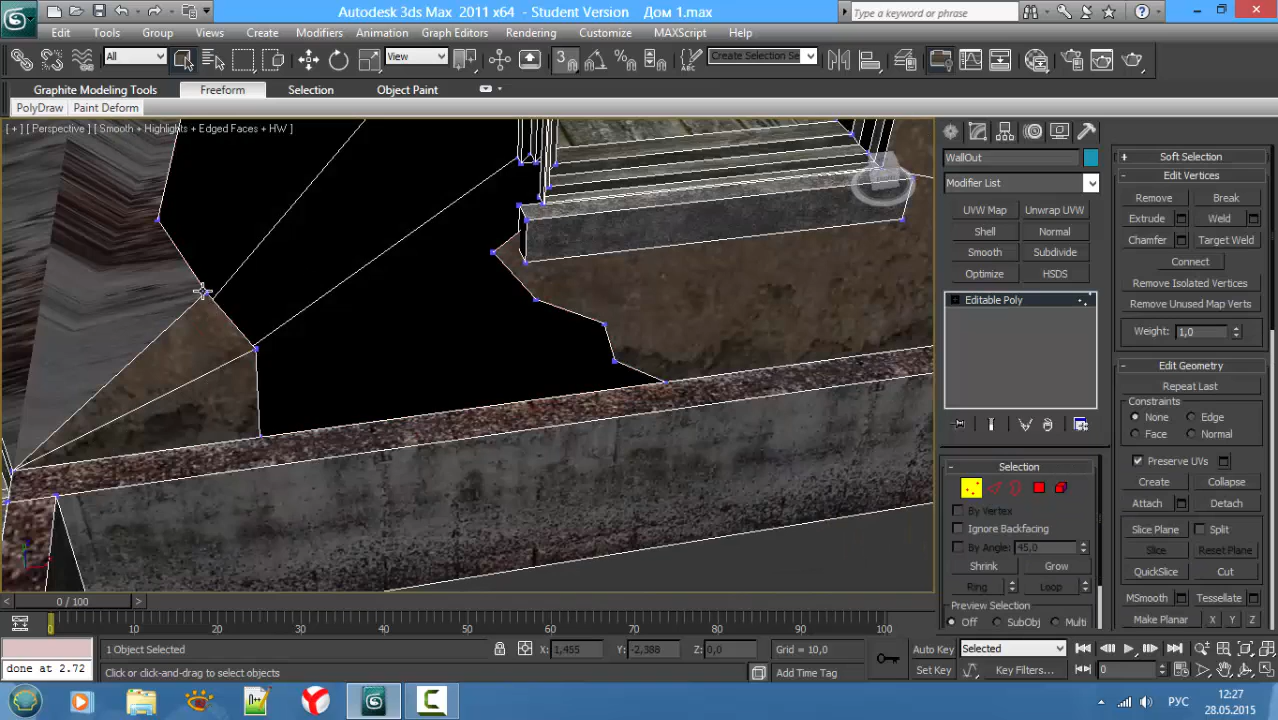 Autodesk 3ds Max 2011 x64 - Student Version Дом 1.max
Type a keyword or phrase
Edit Tools Group Views Create Modifiers Animation Graph Editors Rendering Customize MAXScript Help
All View 3 Create Selection Se
Graphite Modeling Tools Freeform Selection Object Paint
PolyDraw Paint Deform
[ + ] [ Perspective ] [ Smooth + Highlights + Edged Faces + HW ]
WallOut
Modifier List
UVW Map Unwrap UVW
Shell Normal
Smooth Subdivide
Optimize HSDS
Editable Poly
Selection
By Vertex
Ignore Backfacing
By Angle: 45,0
Shrink Grow
Ring Loop
Preview Selection
Off SubObj Multi
Soft Selection
Edit Vertices
Remove Break
Extrude Weld
Chamfer Target Weld
Connect
Remove Isolated Vertices
Remove Unused Map Verts
Weight: 1,0
Edit Geometry
Repeat Last
Constraints
None Edge
Face Normal
Preserve UVs
Create Collapse
Attach Detach
Slice Plane Split
Slice Reset Plane
QuickSlice Cut
MSmooth Tessellate
Make Planar X Y Z
0 / 100
0 10 20 30 40 50 60 70 80 90 100
1 Object Selected X: 1,455 Y: -2,388 Z: 0,0 Grid = 10,0 Auto Key Selected
done at 2.72 Click or click-and-drag to select objects Add Time Tag Set Key Key Filters... 0
РУС 12:27
28.05.2015